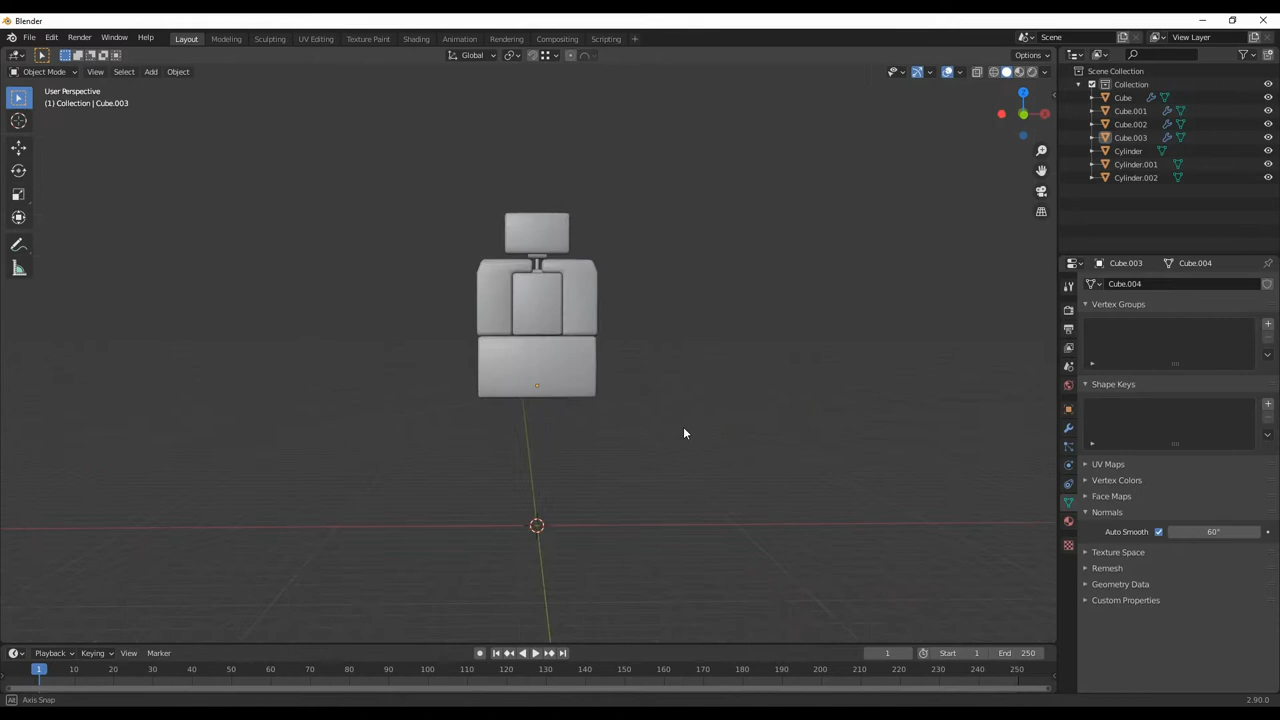 Blender
File Edit Render Window Help Layout Modeling Sculpting UV Editing Texture Paint Shading Animation Rendering Compositing Scripting + Scene View Layer
Global Options
Object Mode View Select Add Object
User Perspective
(1) Collection | Cube.003
Z
Scene Collection
Collection
Cube
Cube.001
Cube.002
Cube.003
Cylinder
Cylinder.001
Cylinder.002
Cube.003 Cube.004
Cube.004
Vertex Groups
Shape Keys
UV Maps
Vertex Colors
Face Maps
Normals
Auto Smooth 60°
Texture Space
Remesh
Geometry Data
Custom Properties
Playback Keying View Marker 1 Start 1 End 250
1 10 20 30 40 50 60 70 80 90 100 110 120 130 140 150 160 170 180 190 200 210 220 230 240 250
Alt Axis Snap 2.90.0